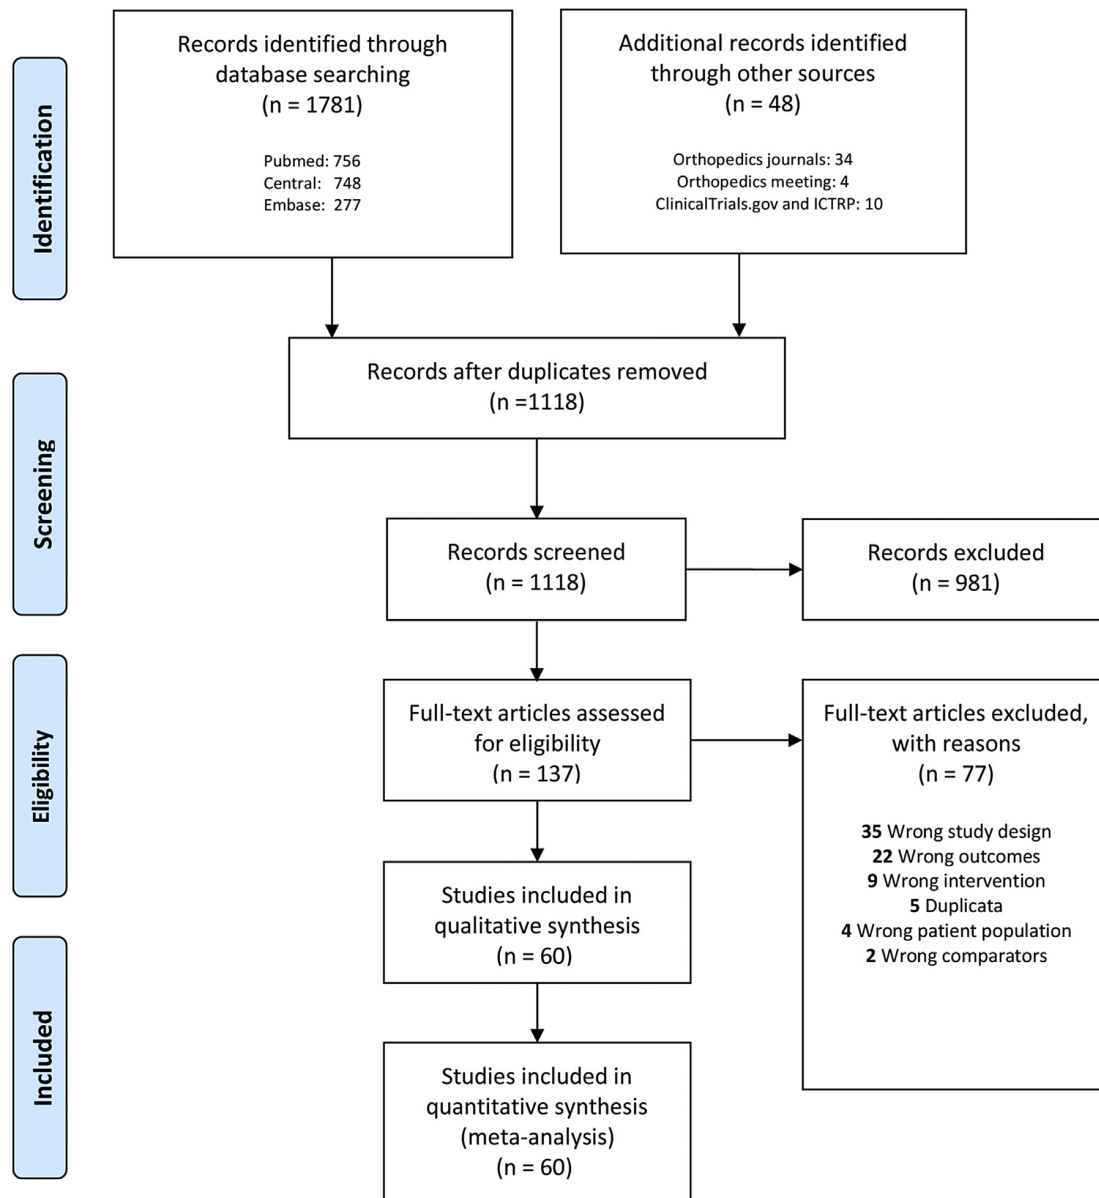 Identification
Records identified through
database searching
(n = 1781)
Pubmed: 756
Central: 748
Embase: 277
Additional records identified
through other sources
(n = 48)
Orthopedics journals: 34
Orthopedics meeting: 4
ClinicalTrials.gov and ICTRP: 10
Screening
Records after duplicates removed
(n =1118)
Records screened
(n = 1118)
Records excluded
(n = 981)
Eligibility
Full-text articles assessed
for eligibility
(n = 137)
Full-text articles excluded,
with reasons
(n = 77)
35 Wrong study design
22 Wrong outcomes
9 Wrong intervention
5 Duplicata
4 Wrong patient population
2 Wrong comparators
Studies included in
qualitative synthesis
(n = 60)
Included
Studies included in
quantitative synthesis
(meta-analysis)
(n = 60)